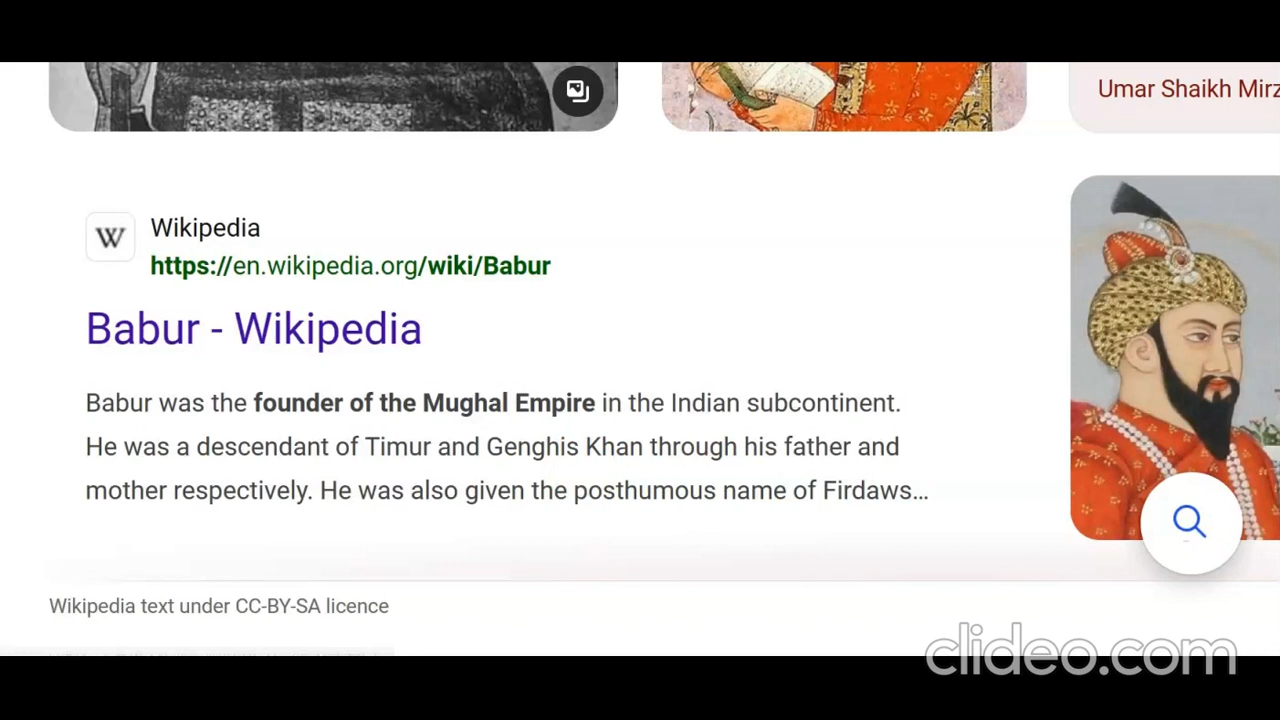 Umar Shaikh Mirz
W
Wikipedia
https://en.wikipedia.org/wiki/Babur
Babur - Wikipedia
Babur was the founder of the Mughal Empire in the Indian subcontinent.
He was a descendant of Timur and Genghis Khan through his father and
mother respectively. He was also given the posthumous name of Firdaws...
Wikipedia text under CC-BY-SA licence
clideo.com